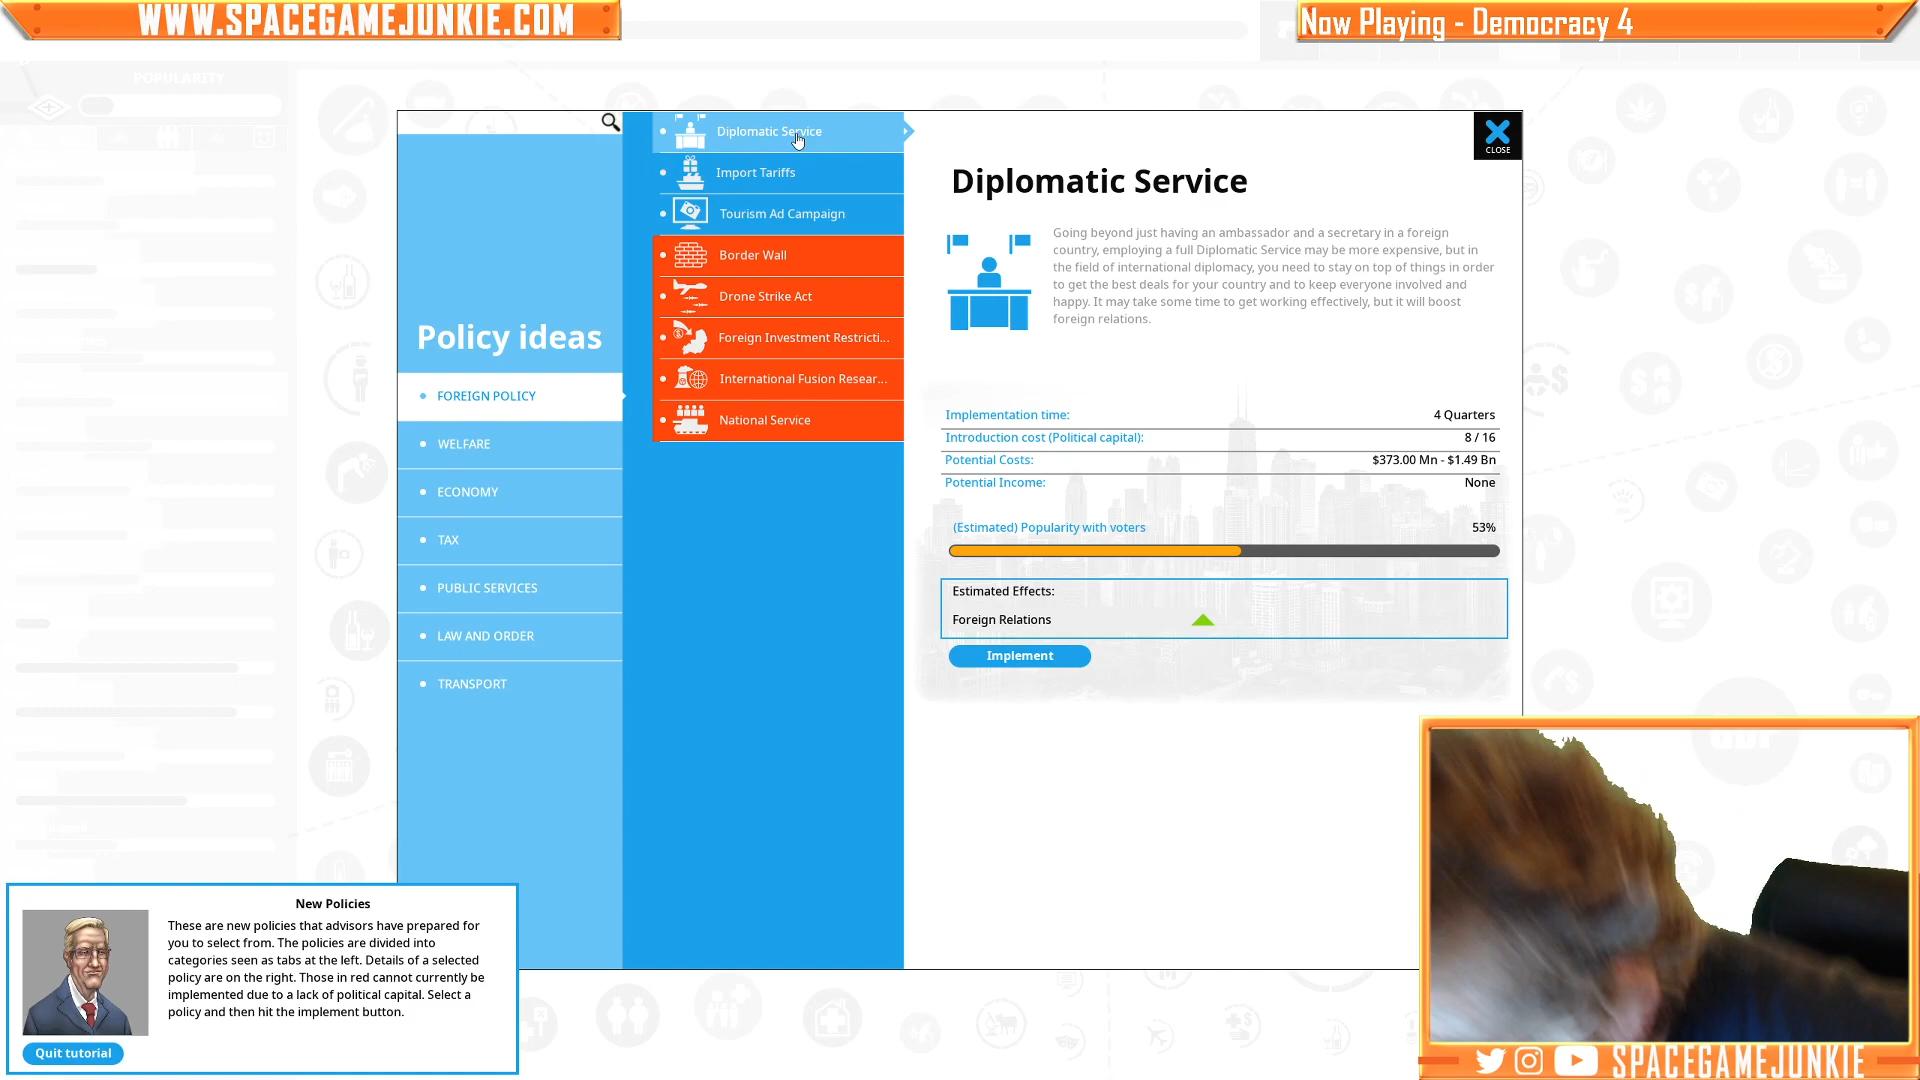 WWW.SPACEGAMEJUNKIE.COM
Now Playing - Democracy 4
POPULARITY
CLOSE
Policy ideas
FOREIGN POLICY
WELFARE
ECONOMY
TAX
PUBLIC SERVICES
LAW AND ORDER
TRANSPORT
Diplomatic Service
Import Tariffs
Tourism Ad Campaign
Border Wall
Drone Strike Act
Foreign Investment Restricti...
International Fusion Resear...
National Service
Diplomatic Service
Going beyond just having an ambassador and a secretary in a foreign
country, employing a full Diplomatic Service may be more expensive, but in
the field of international diplomacy, you need to stay on top of things in order
to get the best deals for your country and to keep everyone involved and
happy. It may take some time to get working effectively, but it will boost
foreign relations.
Implementation time: 4 Quarters
Introduction cost (Political capital): 8 / 16
Potential Costs: $373.00 Mn - $1.49 Bn
Potential Income: None
(Estimated) Popularity with voters 53%
Estimated Effects:
Foreign Relations
Implement
New Policies
These are new policies that advisors have prepared for
you to select from. The policies are divided into
categories seen as tabs at the left. Details of a selected
policy are on the right. Those in red cannot currently be
implemented due to a lack of political capital. Select a
policy and then hit the implement button.
Quit tutorial
SPACEGAMEJUNKIE